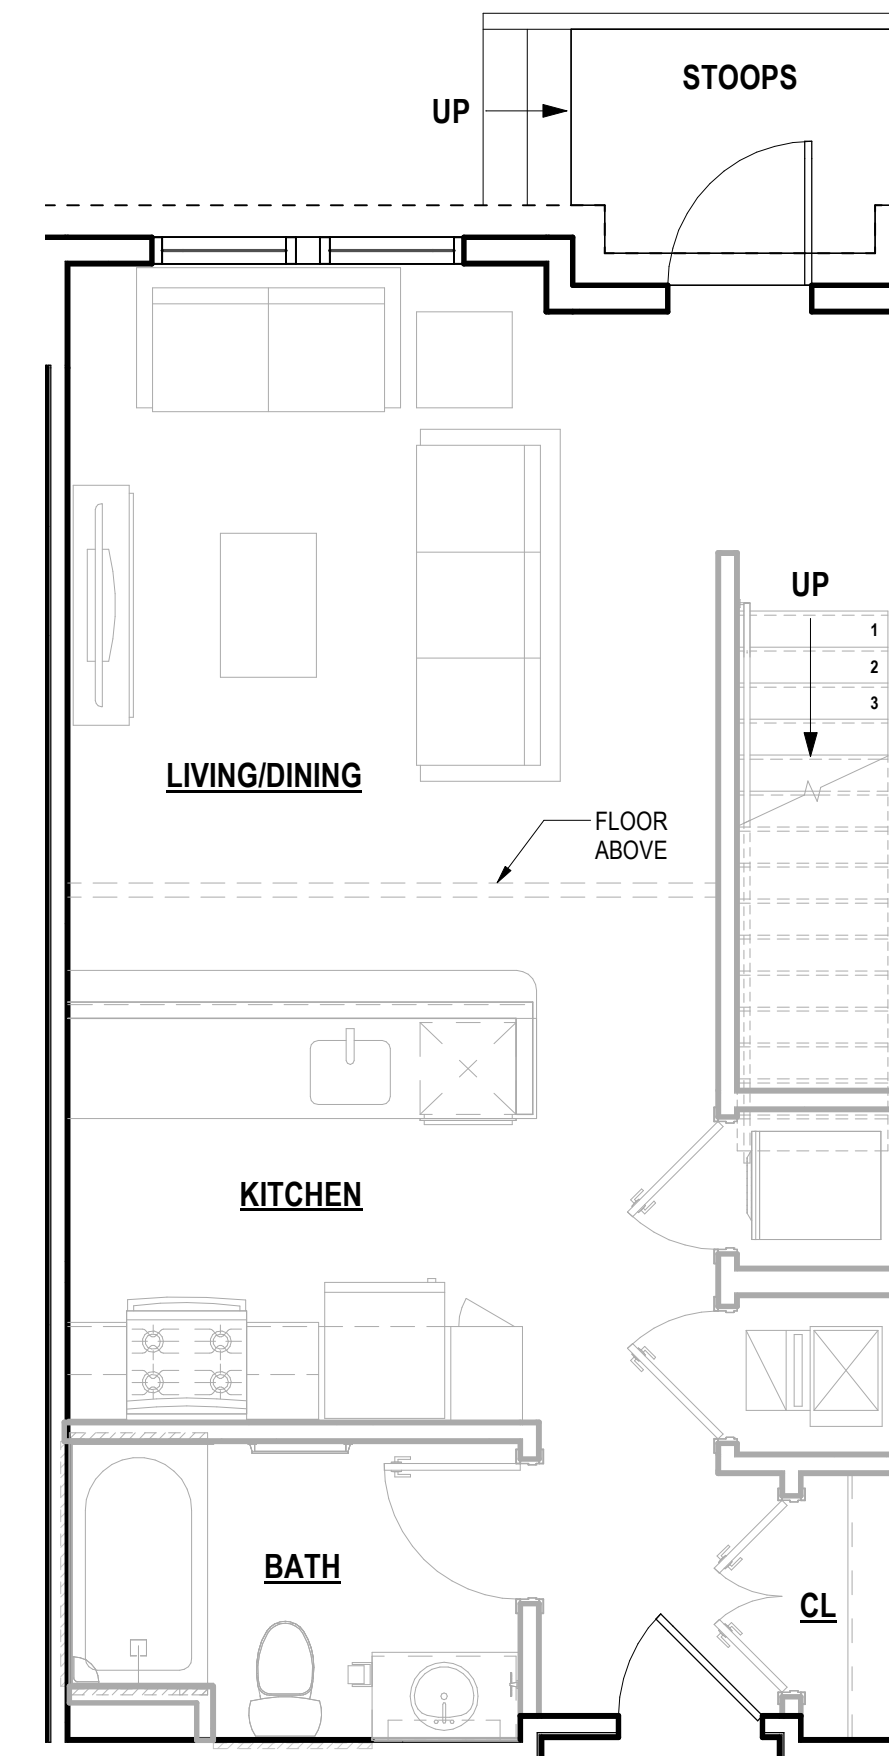 STOOPS
UP
UP
1
2
3
LIVING/DINING
FLOOR
ABOVE
KITCHEN
BATH
CL